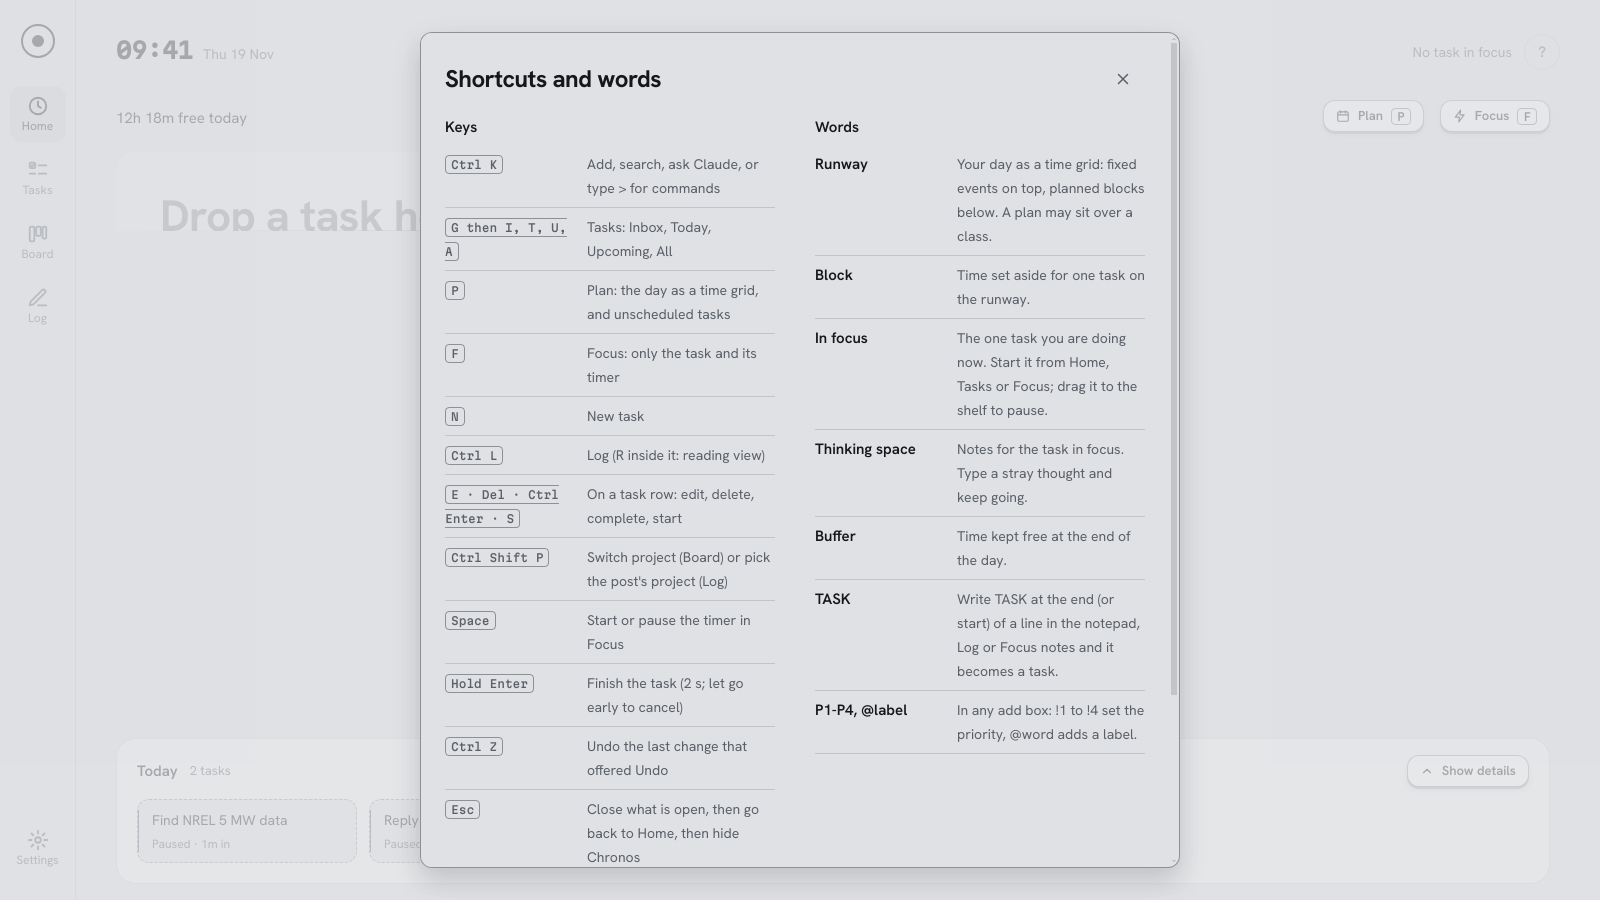 09:41 Thu 19 Nov
No task in focus ?
Home
Tasks
Board
Log
Settings
12h 18m free today
Plan P
Focus F
Drop a task h
Shortcuts and words
Keys
Ctrl K
Add, search, ask Claude, or
type > for commands
G then I, T, U,
A
Tasks: Inbox, Today,
Upcoming, All
P
Plan: the day as a time grid,
and unscheduled tasks
F
Focus: only the task and its
timer
N
New task
Ctrl L
Log (R inside it: reading view)
E · Del · Ctrl
Enter · S
On a task row: edit, delete,
complete, start
Ctrl Shift P
Switch project (Board) or pick
the post's project (Log)
Space
Start or pause the timer in
Focus
Hold Enter
Finish the task (2 s; let go
early to cancel)
Ctrl Z
Undo the last change that
offered Undo
Esc
Close what is open, then go
back to Home, then hide
Chronos
Words
Runway
Your day as a time grid: fixed
events on top, planned blocks
below. A plan may sit over a
class.
Block
Time set aside for one task on
the runway.
In focus
The one task you are doing
now. Start it from Home,
Tasks or Focus; drag it to the
shelf to pause.
Thinking space
Notes for the task in focus.
Type a stray thought and
keep going.
Buffer
Time kept free at the end of
the day.
TASK
Write TASK at the end (or
start) of a line in the notepad,
Log or Focus notes and it
becomes a task.
P1-P4, @label
In any add box: !1 to !4 set the
priority, @word adds a label.
Today 2 tasks
Show details
Find NREL 5 MW data
Paused · 1m in
Reply
Paused